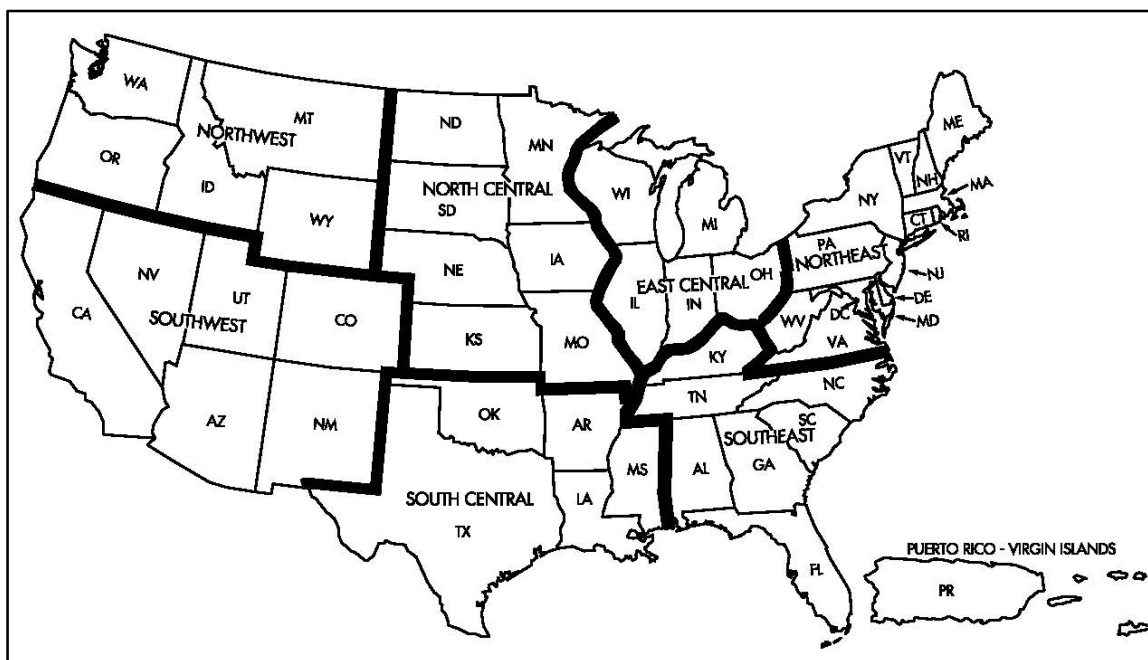 WA
MT
ND
MN
ME
NORTHWEST
VT
OR
NH
MA
ID
NORTH CENTRAL
WI
NY
SD
WY
MI
CT
RI
PA
NORTHEAST
IA
NE
OH
NJ
NV
UT
EAST CENTRAL
IL
IN
DE
CA
SOUTHWEST
CO
WV
DC
MD
KS
MO
VA
KY
NC
TN
OK
AR
SC
AZ
NM
SOUTHEAST
MS
AL
GA
SOUTH CENTRAL
LA
TX
PUERTO RICO - VIRGIN ISLANDS
FL
PR